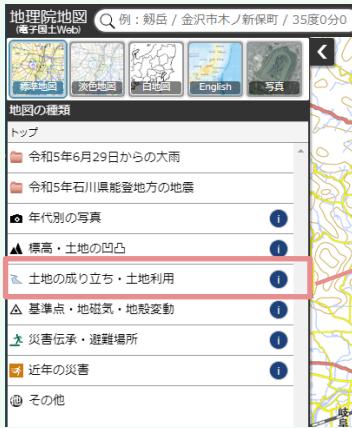 地理院地図
(電子国土Web)
例：剱岳 / 金沢市木ノ新保町 / 35度0分0
標準地図
淡色地図
白地図
English
写真
地図の種類
トップ
令和5年6月29日からの大雨
令和5年石川県能登地方の地震
年代別の写真
標高・土地の凹凸
土地の成り立ち・土地利用
基準点・地磁気・地殻変動
災害伝承・避難場所
近年の災害
その他
岐
阜